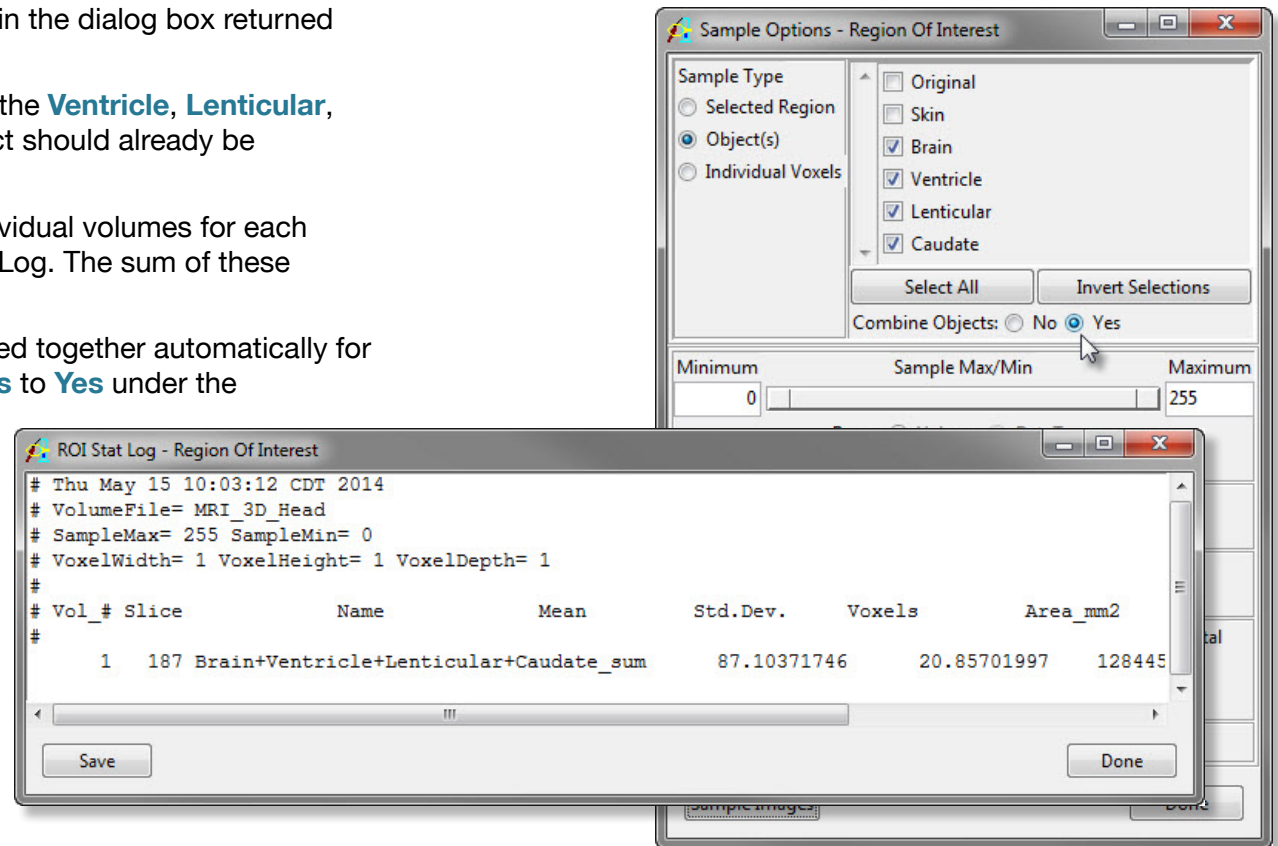 in the dialog box returned
the Ventricle, Lenticular,
ct should already be
vidual volumes for each
Log. The sum of these
ed together automatically for
s to Yes under the
Sample Options - Region Of Interest
Sample Type
Selected Region
Object(s)
Individual Voxels
Original
Skin
Brain
Ventricle
Lenticular
Caudate
Select All
Invert Selections
Combine Objects: No Yes
Minimum Sample Max/Min Maximum
0 255
ROI Stat Log - Region Of Interest
# Thu May 15 10:03:12 CDT 2014
# VolumeFile= MRI_3D_Head
# SampleMax= 255 SampleMin= 0
# VoxelWidth= 1 VoxelHeight= 1 VoxelDepth= 1
#
# Vol_# Slice Name Mean Std.Dev. Voxels Area_mm2
#
1 187 Brain+Ventricle+Lenticular+Caudate_sum 87.10371746 20.85701997 128445
tal
Save
Done
Sample Images
Done